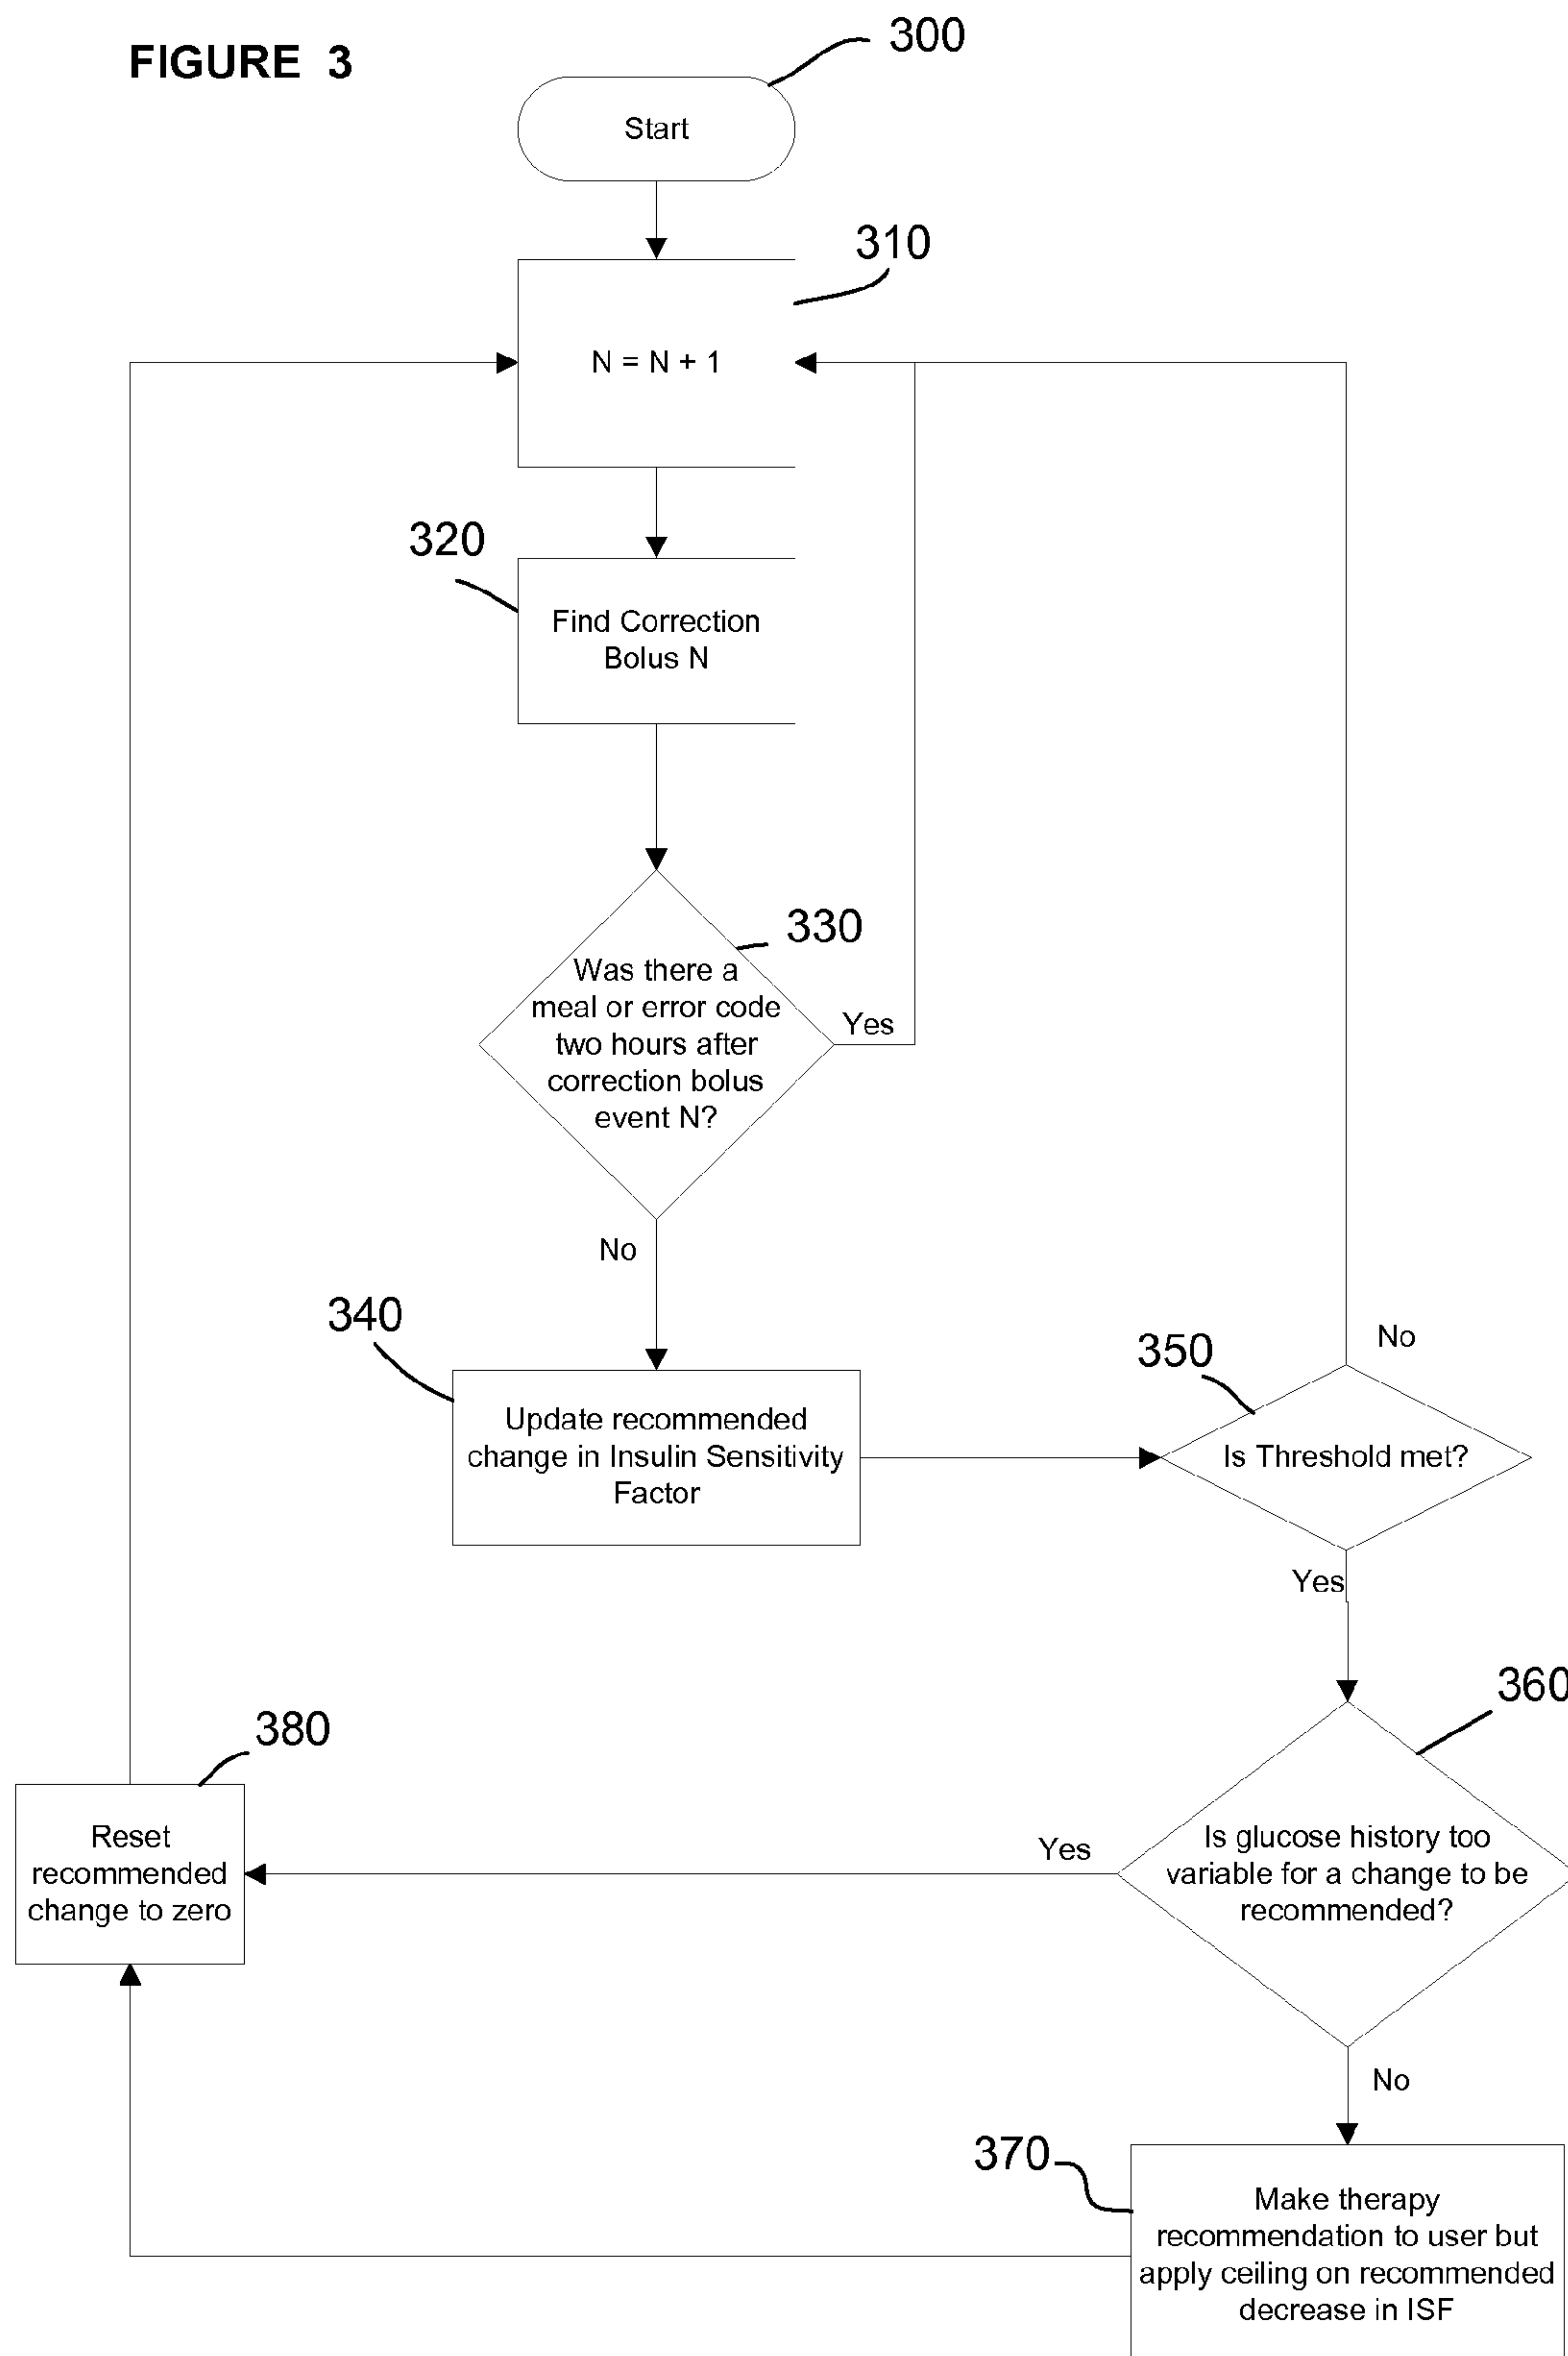 FIGURE 3
300
Start
310
N = N + 1
320
Find Correction
Bolus N
330
Was there a
meal or error code
two hours after
correction bolus
event N?
Yes
No
340
Update recommended
change in Insulin Sensitivity
Factor
350
No
Is Threshold met?
Yes
360
Is glucose history too
variable for a change to be
recommended?
Yes
No
380
Reset
recommended
change to zero
370
Make therapy
recommendation to user but
apply ceiling on recommended
decrease in ISF